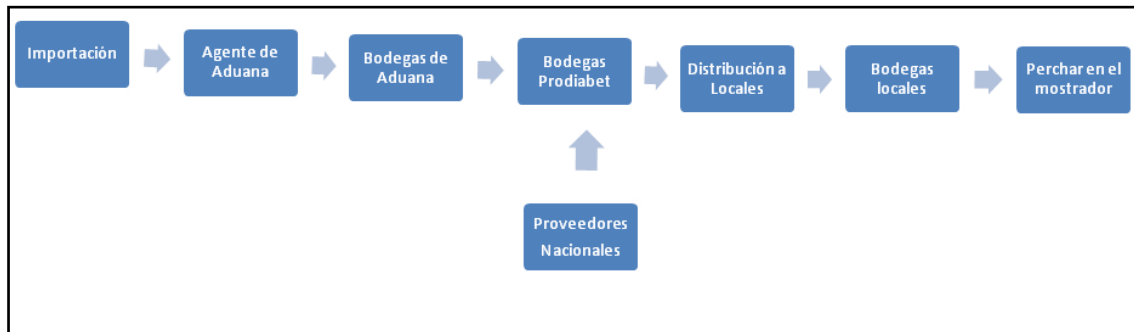 Importación
Agente de
Aduana
Bodegas de
Aduana
Bodegas
Prodiabet
Distribución a
Locales
Bodegas
locales
Perchar en el
mostrador
Proveedores
Nacionales